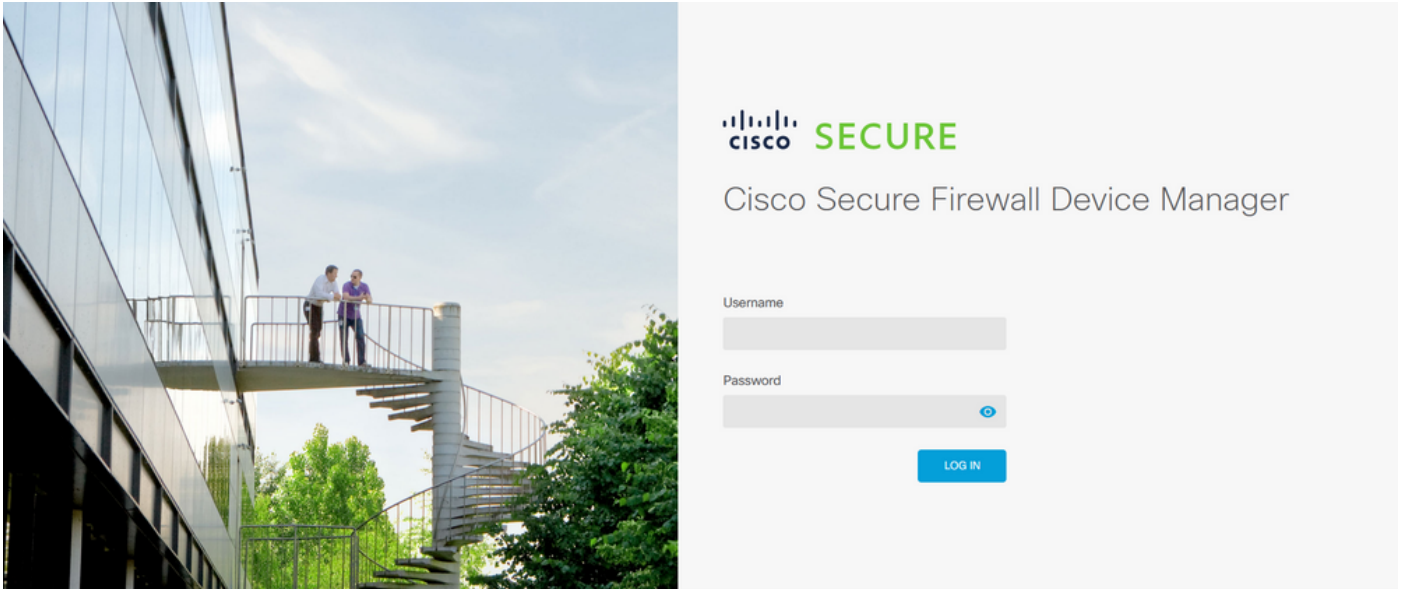 CISCO SECURE
Cisco Secure Firewall Device Manager
Username
Password
LOG IN